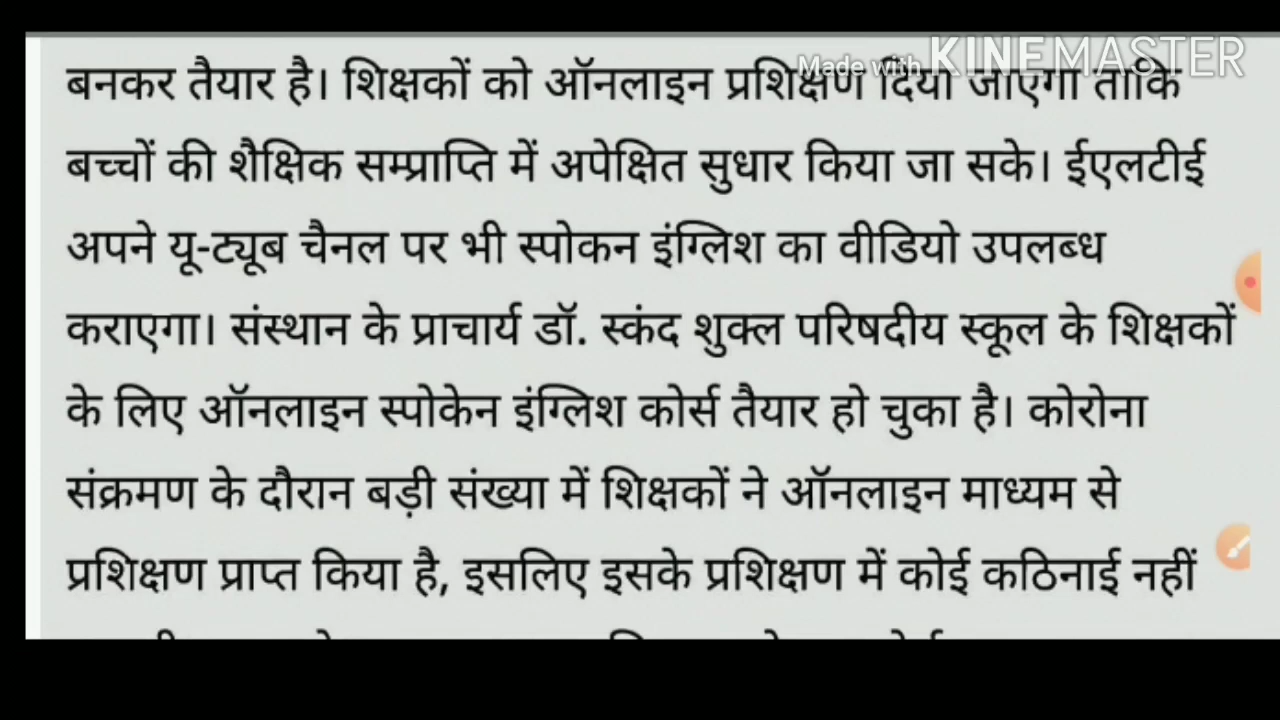 Made with KINEMASTER
बनकर तैयार है। शिक्षकों को ऑनलाइन प्रशिक्षण दिया जाएगा ताकि
बच्चों की शैक्षिक सम्प्राप्ति में अपेक्षित सुधार किया जा सके। ईएलटीई
अपने यू-ट्यूब चैनल पर भी स्पोकन इंग्लिश का वीडियो उपलब्ध
कराएगा। संस्थान के प्राचार्य डॉ. स्कंद शुक्ल परिषदीय स्कूल के शिक्षकों
के लिए ऑनलाइन स्पोकेन इंग्लिश कोर्स तैयार हो चुका है। कोरोना
संक्रमण के दौरान बड़ी संख्या में शिक्षकों ने ऑनलाइन माध्यम से
प्रशिक्षण प्राप्त किया है, इसलिए इसके प्रशिक्षण में कोई कठिनाई नहीं